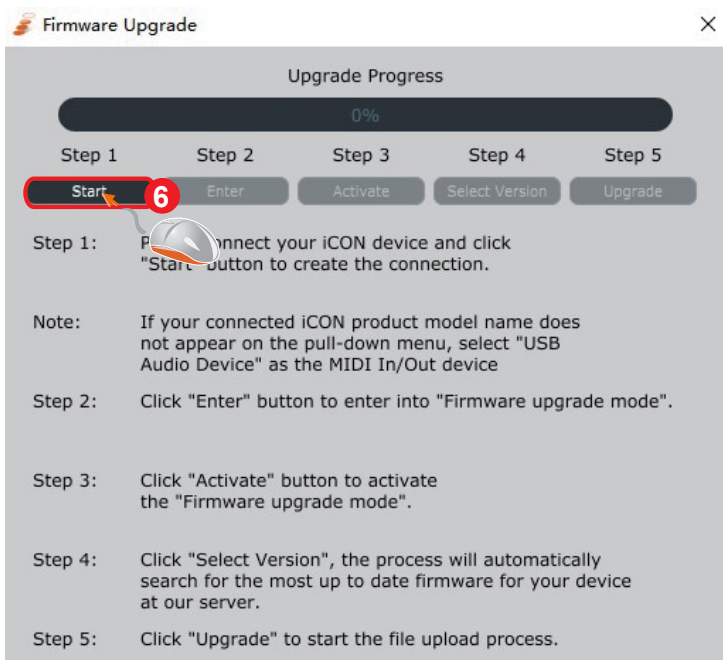 Firmware Upgrade
Upgrade Progress
0%
Step 1 Step 2 Step 3 Step 4 Step 5
Start 6 Enter Activate Select Version Upgrade
Step 1: connect your iCON device and click
"Start" button to create the connection.
Note: If your connected iCON product model name does
not appear on the pull-down menu, select "USB
Audio Device" as the MIDI In/Out device
Step 2: Click "Enter" button to enter into "Firmware upgrade mode".
Step 3: Click "Activate" button to activate
the "Firmware upgrade mode".
Step 4: Click "Select Version", the process will automatically
search for the most up to date firmware for your device
at our server.
Step 5: Click "Upgrade" to start the file upload process.